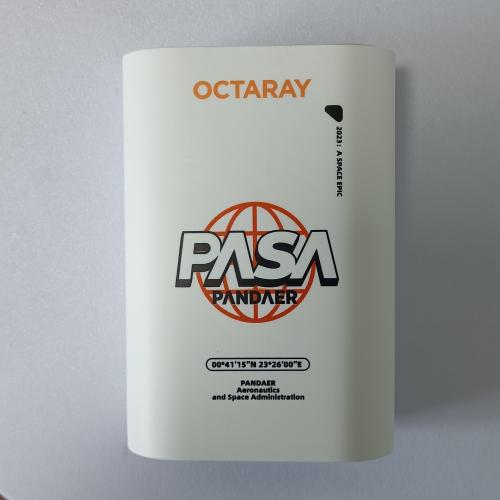 OCTARAY
2023: A SPACE EPIC
PASA
PANDAER
00°41'15"N 23°26'00"E
PANDAER
Aeronautics
and Space Administration